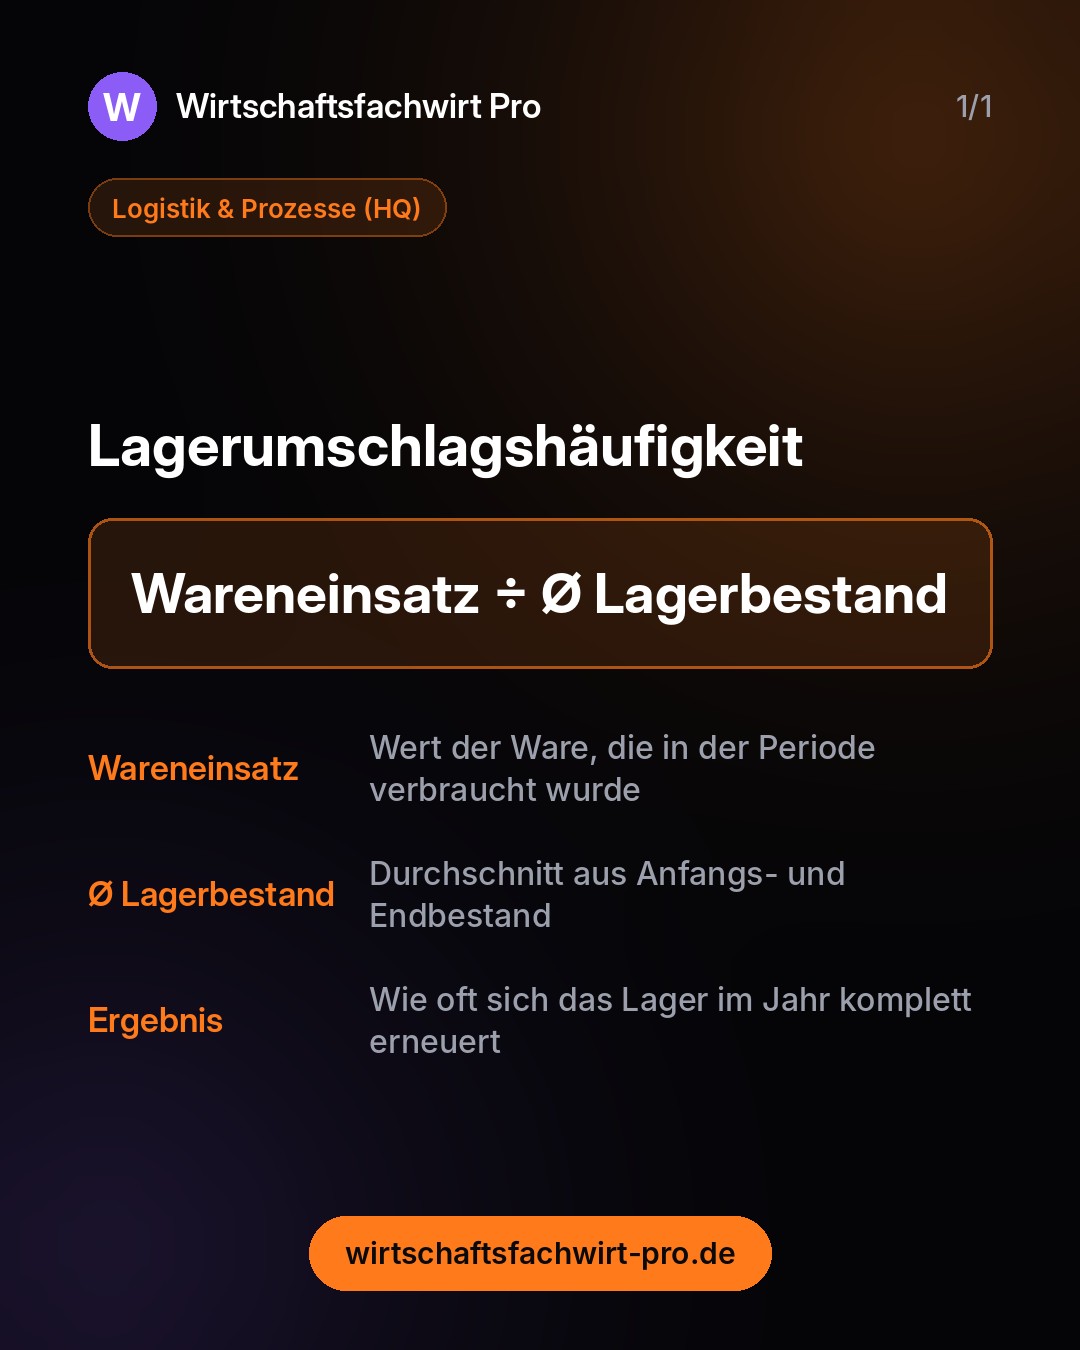 W Wirtschaftsfachwirt Pro 1/1
Logistik & Prozesse (HQ)
Lagerumschlagshäufigkeit
Wareneinsatz ÷ Ø Lagerbestand
Wareneinsatz
Wert der Ware, die in der Periode
verbraucht wurde
Ø Lagerbestand
Durchschnitt aus Anfangs- und
Endbestand
Ergebnis
Wie oft sich das Lager im Jahr komplett
erneuert
wirtschaftsfachwirt-pro.de